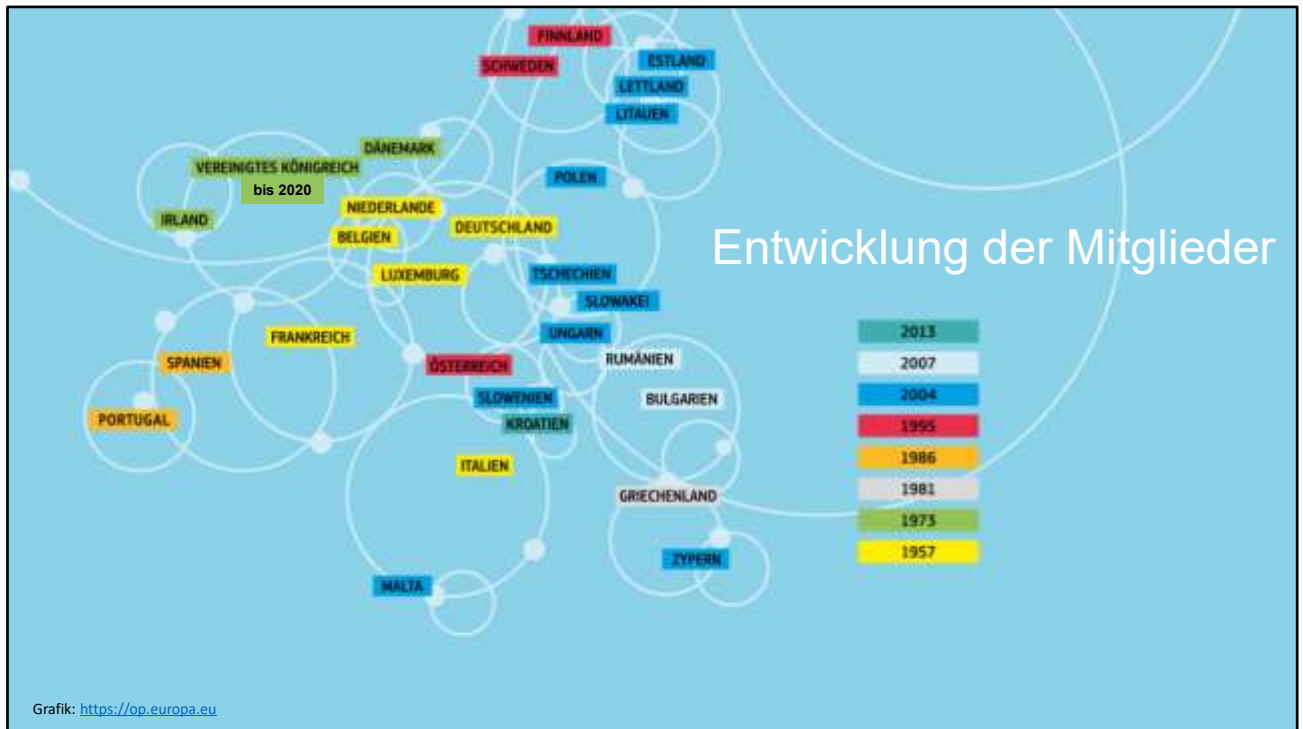 FINNLAND
SCHWEDEN
ESTLAND
LETTLAND
LITAUEN
DÄNEMARK
VEREINIGTES KÖNIGREICH
bis 2020
POLEN
IRLAND
NIEDERLANDE
BELGIEN
DEUTSCHLAND
Entwicklung der Mitglieder
LUXEMBURG
TSCHECHIEN
SLOWAKEI
FRANKREICH
UNGARN
SPANIEN
ÖSTERREICH
RUMÄNIEN
SLOWENIEN
BULGARIEN
PORTUGAL
KROATIEN
ITALIEN
GRIECHENLAND
ZYPERN
MALTA
2013
2007
2004
1995
1986
1981
1973
1957
Grafik: https://op.europa.eu